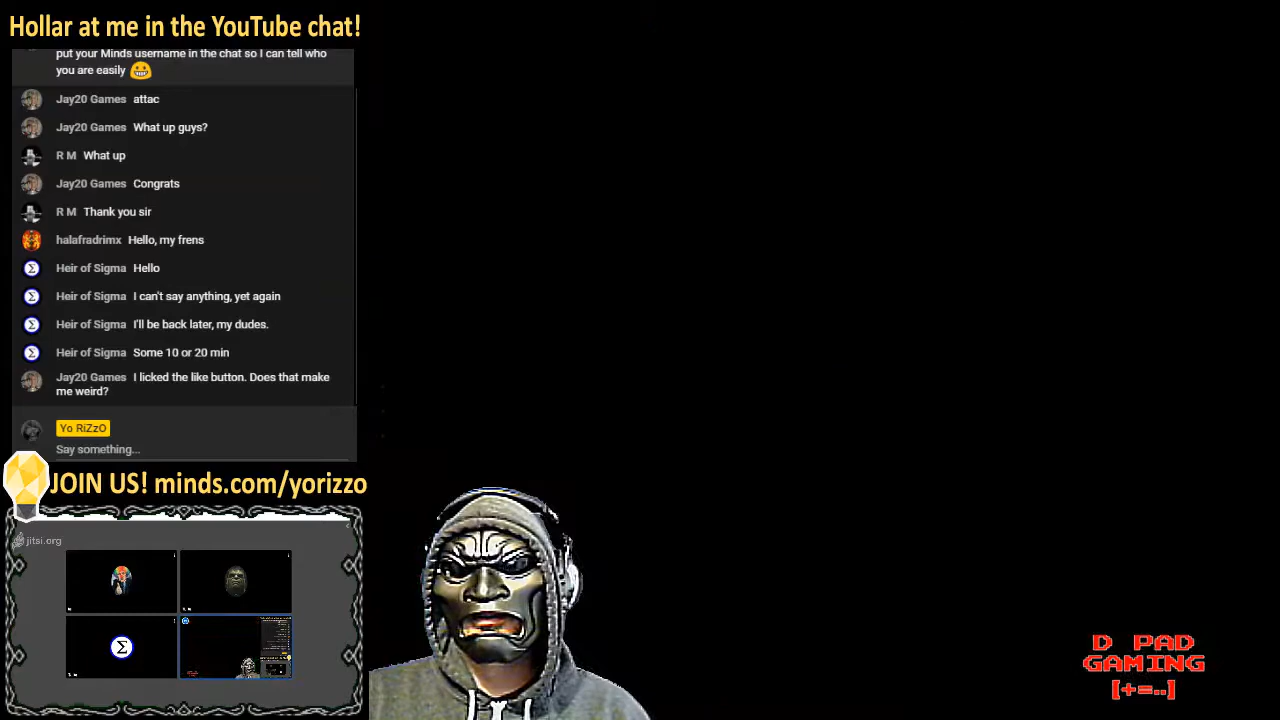 Hollar at me in the YouTube chat!
put your Minds username in the chat so I can tell who
you are easily
Jay20 Games attac
Jay20 Games What up guys?
R M What up
Jay20 Games Congrats
R M Thank you sir
halafradrimx Hello, my frens
Heir of Sigma Hello
Heir of Sigma I can't say anything, yet again
Heir of Sigma I'll be back later, my dudes.
Heir of Sigma Some 10 or 20 min
Jay20 Games I licked the like button. Does that make
me weird?
Yo RiZzO
Say something...
JOIN US! minds.com/yorizzo
jitsi.org
Σ
D PAD
GAMING
[+=..]